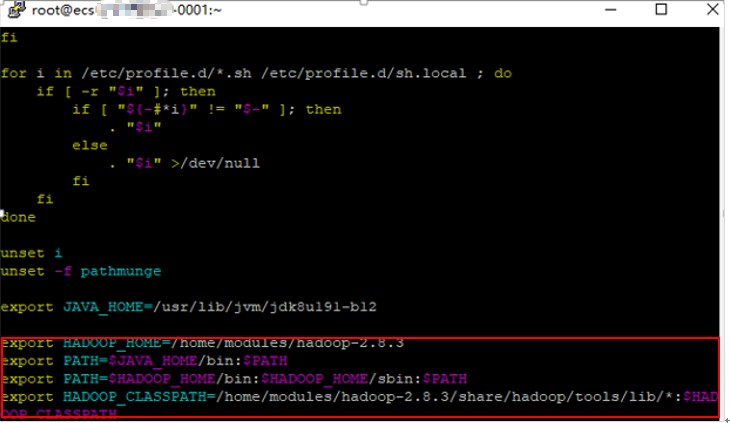 root@ecs -0001:~
fi
for i in /etc/profile.d/*.sh /etc/profile.d/sh.local ; do
    if [ -r "$i" ]; then
        if [ "${-#*i}" != "$-" ]; then
            . "$i"
        else
            . "$i" >/dev/null
        fi
    fi
done
unset i
unset -f pathmunge
export JAVA_HOME=/usr/lib/jvm/jdk8u191-b12
export HADOOP_HOME=/home/modules/hadoop-2.8.3
export PATH=$JAVA_HOME/bin:$PATH
export PATH=$HADOOP_HOME/bin:$HADOOP_HOME/sbin:$PATH
export HADOOP_CLASSPATH=/home/modules/hadoop-2.8.3/share/hadoop/tools/lib/*:$HAD
OOP_CLASSPATH